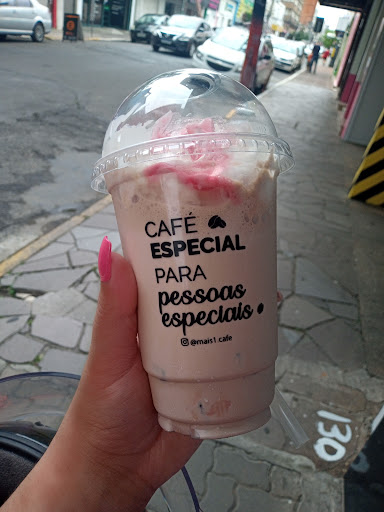 CAFÉ
ESPECIAL
PARA
pessoas
especiais.
@mais1.cafe
130